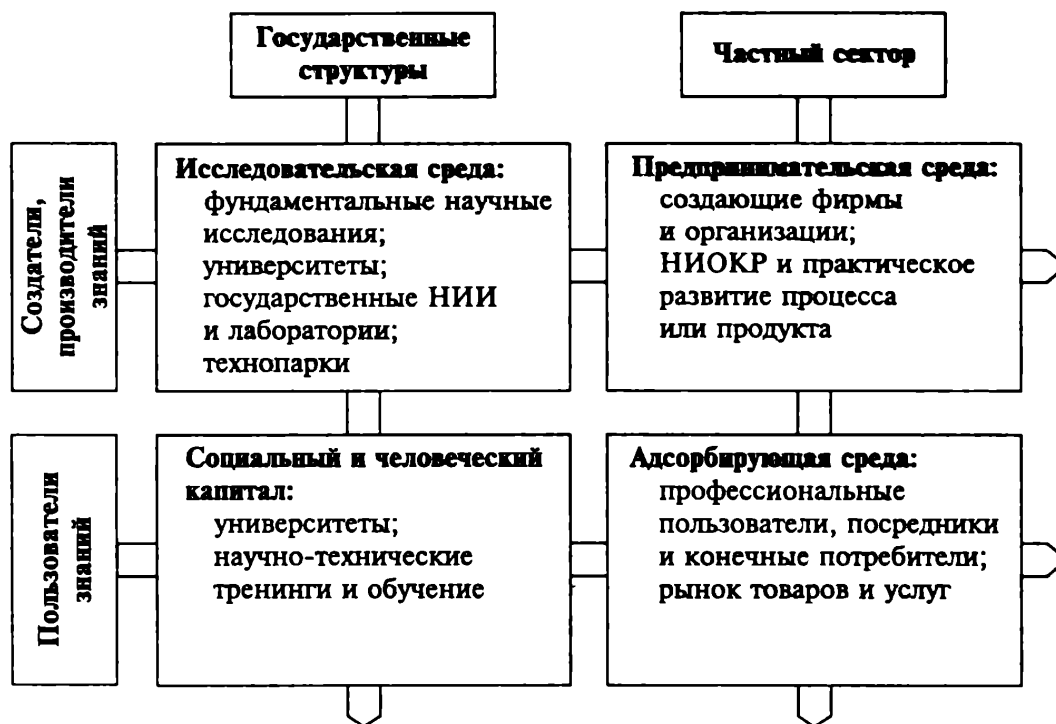 Государственные
структуры
Частный сектор
Создатели,
производители
знаний
Исследовательская среда:
фундаментальные научные
исследования;
университеты;
государственные НИИ
и лаборатории;
технопарки
Предпринимательская среда:
создающие фирмы
и организации;
НИОКР и практическое
развитие процесса
или продукта
Пользователи
знаний
Социальный и человеческий
капитал:
университеты;
научно-технические
тренинги и обучение
Адсорбирующая среда:
профессиональные
пользователи, посредники
и конечные потребители;
рынок товаров и услуг